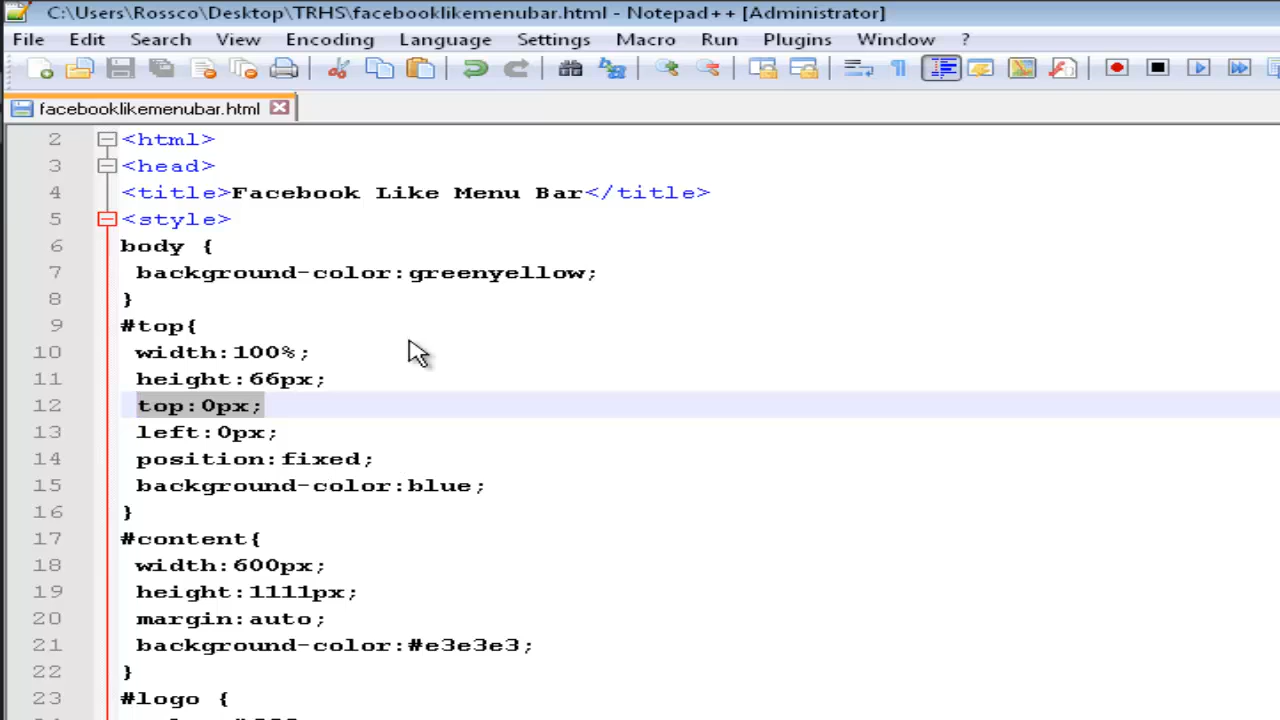 C:\Users\Rossco\Desktop\TRHS\facebooklikemenubar.html - Notepad++ [Administrator]
File Edit Search View Encoding Language Settings Macro Run Plugins Window ?
facebooklikemenubar.html
2 <html>
3 <head>
4 <title>Facebook Like Menu Bar</title>
5 <style>
6 body {
7 background-color:greenyellow;
8 }
9 #top{
10 width:100%;
11 height:66px;
12 top:0px;
13 left:0px;
14 position:fixed;
15 background-color:blue;
16 }
17 #content{
18 width:600px;
19 height:1111px;
20 margin:auto;
21 background-color:#e3e3e3;
22 }
23 #logo {